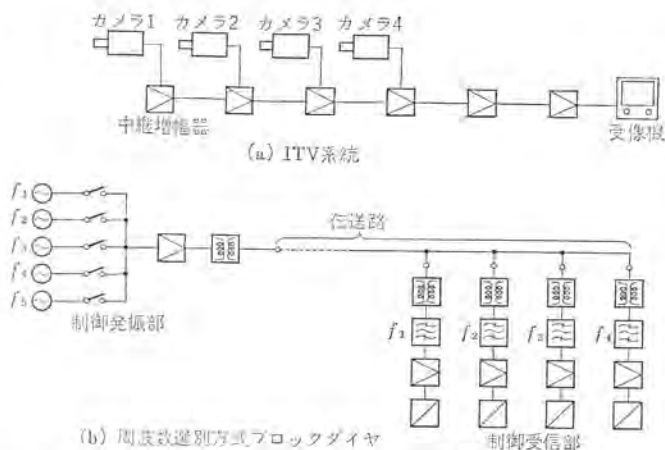 カメラ1
カメラ2
カメラ3
カメラ4
中継増幅器
受像機
(a) ITV系統
f1
f2
f3
f4
f5
制御発振部
伝送路
f1
f2
f3
f4
(b) 周波数選別方式ブロックダイヤ
制御受信部